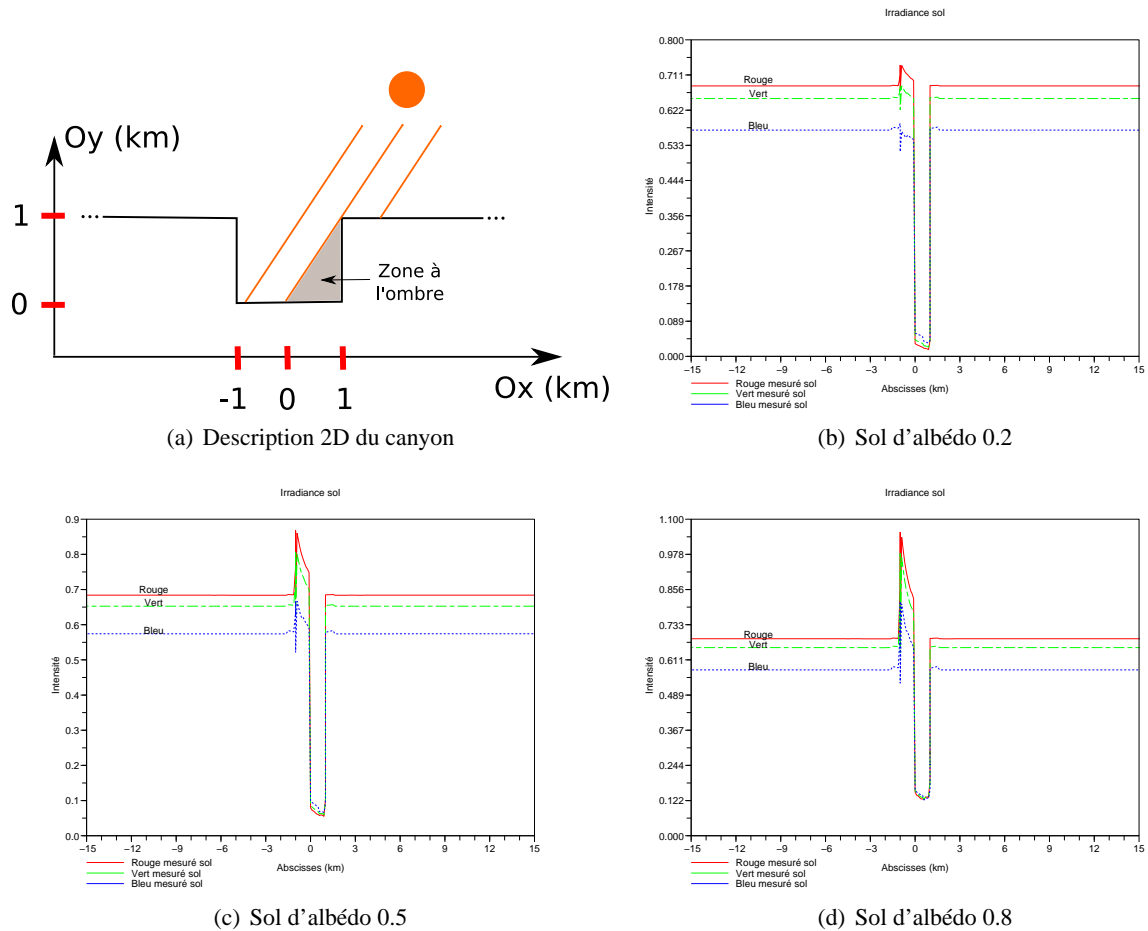 Oy (km)
1
0
...
...
Zone à
l'ombre
-1
0
1
Ox (km)
(a) Description 2D du canyon
Irradiance sol
0.800
0.711
0.622
0.533
0.444
0.356
0.267
0.178
0.089
0.000
Intensité
Rouge
Vert
Bleu
−15 −12 −9 −6 −3 0 3 6 9 12 15
Abscisses (km)
Rouge mesuré sol
Vert mesuré sol
Bleu mesuré sol
(b) Sol d'albédo 0.2
Irradiance sol
0.9
0.8
0.7
0.6
0.5
0.4
0.3
0.2
0.1
0.0
Intensité
Rouge
Vert
Bleu
−15 −12 −9 −6 −3 0 3 6 9 12 15
Abscisses (km)
Rouge mesuré sol
Vert mesuré sol
Bleu mesuré sol
(c) Sol d'albédo 0.5
Irradiance sol
1.100
0.978
0.856
0.733
0.611
0.489
0.367
0.244
0.122
0.000
Intensité
Rouge
Vert
Bleu
−15 −12 −9 −6 −3 0 3 6 9 12 15
Abscisses (km)
Rouge mesuré sol
Vert mesuré sol
Bleu mesuré sol
(d) Sol d'albédo 0.8